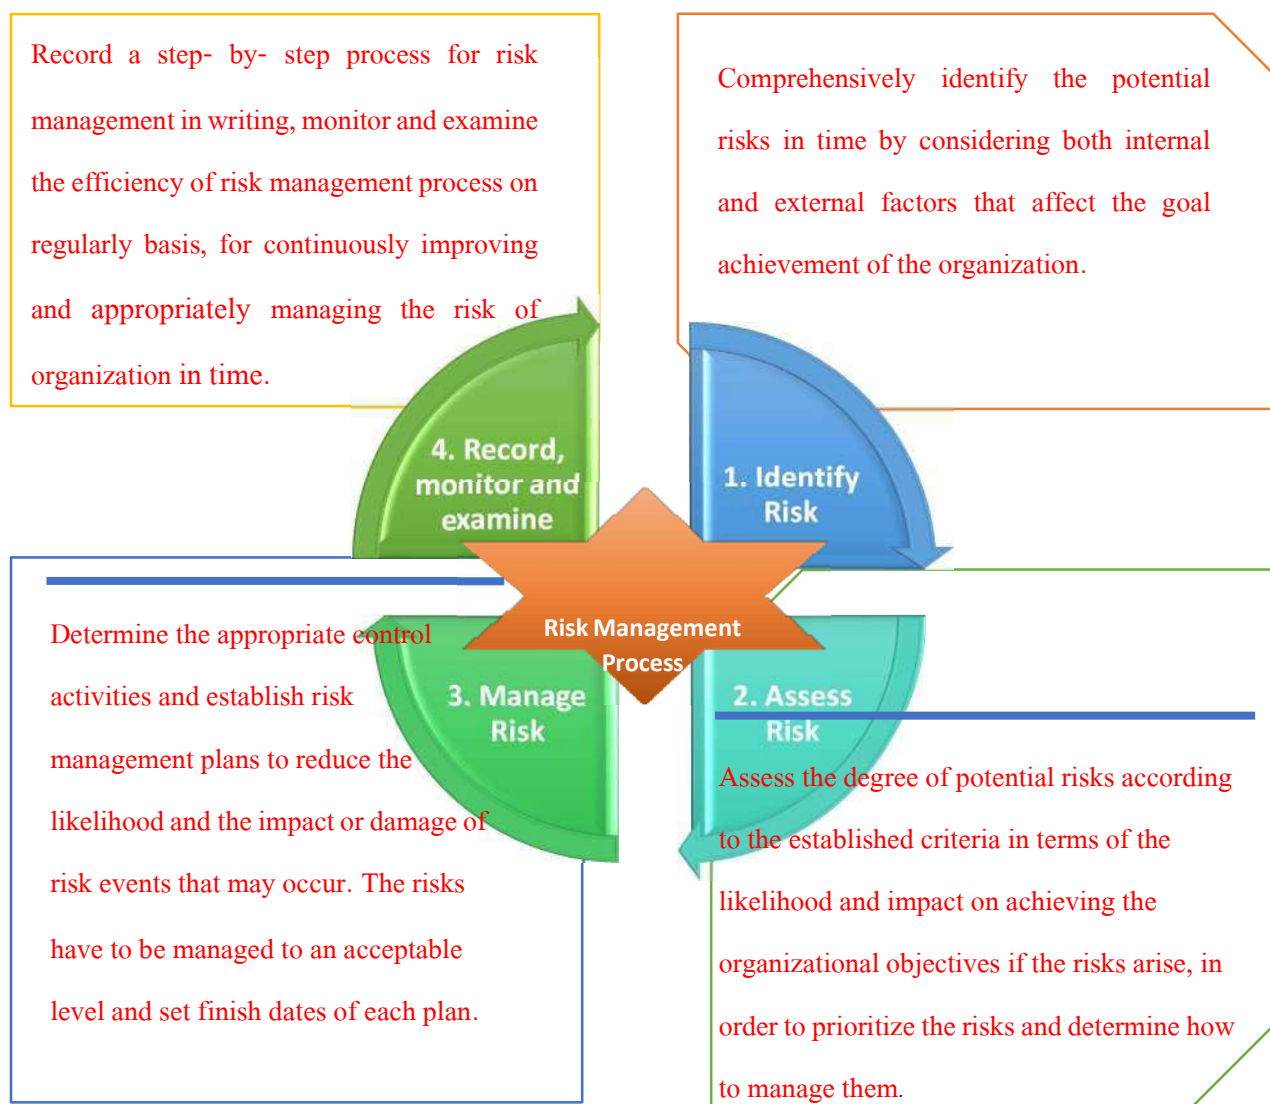 Record a step- by- step process for risk
management in writing, monitor and examine
the efficiency of risk management process on
regularly basis, for continuously improving
and appropriately managing the risk of
organization in time.
Comprehensively identify the potential
risks in time by considering both internal
and external factors that affect the goal
achievement of the organization.
4. Record,
monitor and
examine
1. Identify
Risk
Risk Management
Process
3. Manage
Risk
2. Assess
Risk
Determine the appropriate control
activities and establish risk
management plans to reduce the
likelihood and the impact or damage of
risk events that may occur. The risks
have to be managed to an acceptable
level and set finish dates of each plan.
Assess the degree of potential risks according
to the established criteria in terms of the
likelihood and impact on achieving the
organizational objectives if the risks arise, in
order to prioritize the risks and determine how
to manage them.